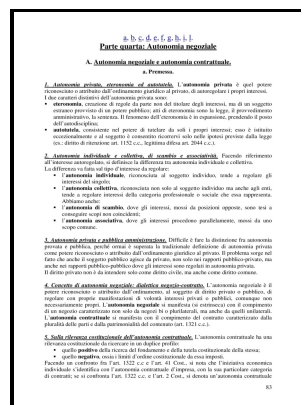 a. b. c. d. e. f. g. h. i. l.
Parte quarta: Autonomia negoziale
A. Autonomia negoziale e autonomia contrattuale.
a. Premessa.
1. Autonomia privata, eteronomia ed autotutela. L'autonomia privata è quel potere
riconosciuto o attribuito dall'ordinamento giuridico al privato, di autoregolare i propri interessi.
I due caratteri distintivi dell'autonomia privata sono:
• eteronomia, creazione di regole da parte non del titolare degli interessi, ma di un soggetto
estraneo provvisto di un potere pubblico; atti di eteronomia sono la legge, il provvedimento
amministrativo, la sentenza. Il fenomeno dell'eteronomia è in espansione, prendendo il posto
dell'autodisciplina;
• autotutela, consistente nel potere di tutelare da soli i propri interessi; esso è istituito
eccezionalmente e al soggetto è consentito ricorrervi solo nelle ipotesi previste dalla legge
(es.: diritto di ritenzione art. 1152 c.c., legittima difesa art. 2044 c.c.).
2. Autonomia individuale e collettiva, di scambio e associativa. Facendo riferimento
all'interesse autoregolato, si definisce la differenza tra autonomia individuale e collettiva.
La differenza va fatta sul tipo d'interesse da regolare:
• l'autonomia individuale, riconosciuta al soggetto individuo, tende a regolare gli
interessi del singolo;
• l'autonomia collettiva, riconosciuta non solo al soggetto individuo ma anche agli enti,
tende a regolare interessi della categoria professionale o sociale che essa rappresenta.
Abbiamo anche:
• l'autonomia di scambio, dove gli interessi, mossi da posizioni opposte, sono tesi a
conseguire scopi non coincidenti;
• l'autonomia associativa, dove gli interessi procedono parallelamente, mossi da uno
scopo comune.
3. Autonomia privata e pubblica amministrazione. Difficile è fare la distinzione fra autonoma
privata e pubblica, perché ormai è superata la tradizionale definizione di autonomia privata
come potere riconosciuto o attribuito dall'ordinamento giuridico al privato. Il problema sorge nel
fatto che anche il soggetto pubblico agisce da privato, non solo nei rapporti pubblico-privato, ma
anche nei rapporti pubblico-pubblico dove gli interessi sono regolati in autonomia privata.
Il diritto privato non è da intendere solo come diritto civile, ma anche come diritto comune.
4. Concetto di autonomia negoziale: dialettica negozio-contratto. L'autonomia negoziale è il
potere riconosciuto o attribuito dall'ordinamento, al soggetto di diritto privato o pubblico, di
regolare con proprie manifestazioni di volontà interessi privati o pubblici, comunque non
necessariamente propri. L'autonomia negoziale si manifesta (si estrinseca) con il compimento
di un negozio caratterizzato non solo da negozi bi o plurilaterali, ma anche da quelli unilaterali.
L'autonomia contrattuale si manifesta con il compimento del contratto caratterizzato dalla
pluralità delle parti e dalla patrimonialità del contenuto (art. 1321 c.c.).
5. Sulla rilevanza costituzionale dell'autonomia contrattuale. L'autonomia contrattuale ha una
rilevanza costituzionale da ricercare in un duplice profilo:
• quello positivo della ricerca del fondamento e della tutela costituzionale della stessa;
• quello negativo, ossia i limiti d'ordine costituzionale da essa imposti.
Facendo un confronto fra l'art. 1322 c.c e l'art. 41 Cost., si nota che l'iniziativa economica
individuale s'identifica con l'autonomia contrattuale d'impresa, con la sua particolare categoria
di contratti; se si confronta l'art. 1322 c.c. e l'art. 2 Cost., si denota un'autonomia contrattuale
83